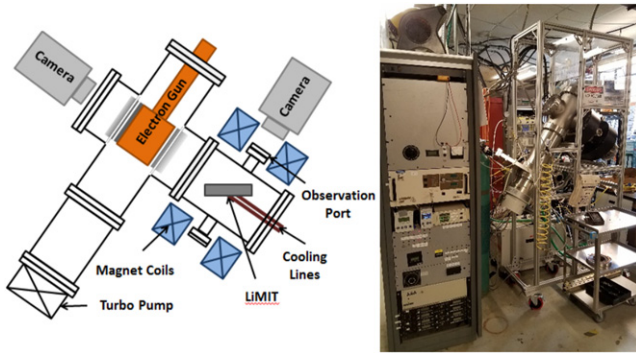 Camera
Electron Gun
Camera
Observation
Port
Cooling
Lines
Magnet Coils
LiMIT
Turbo Pump